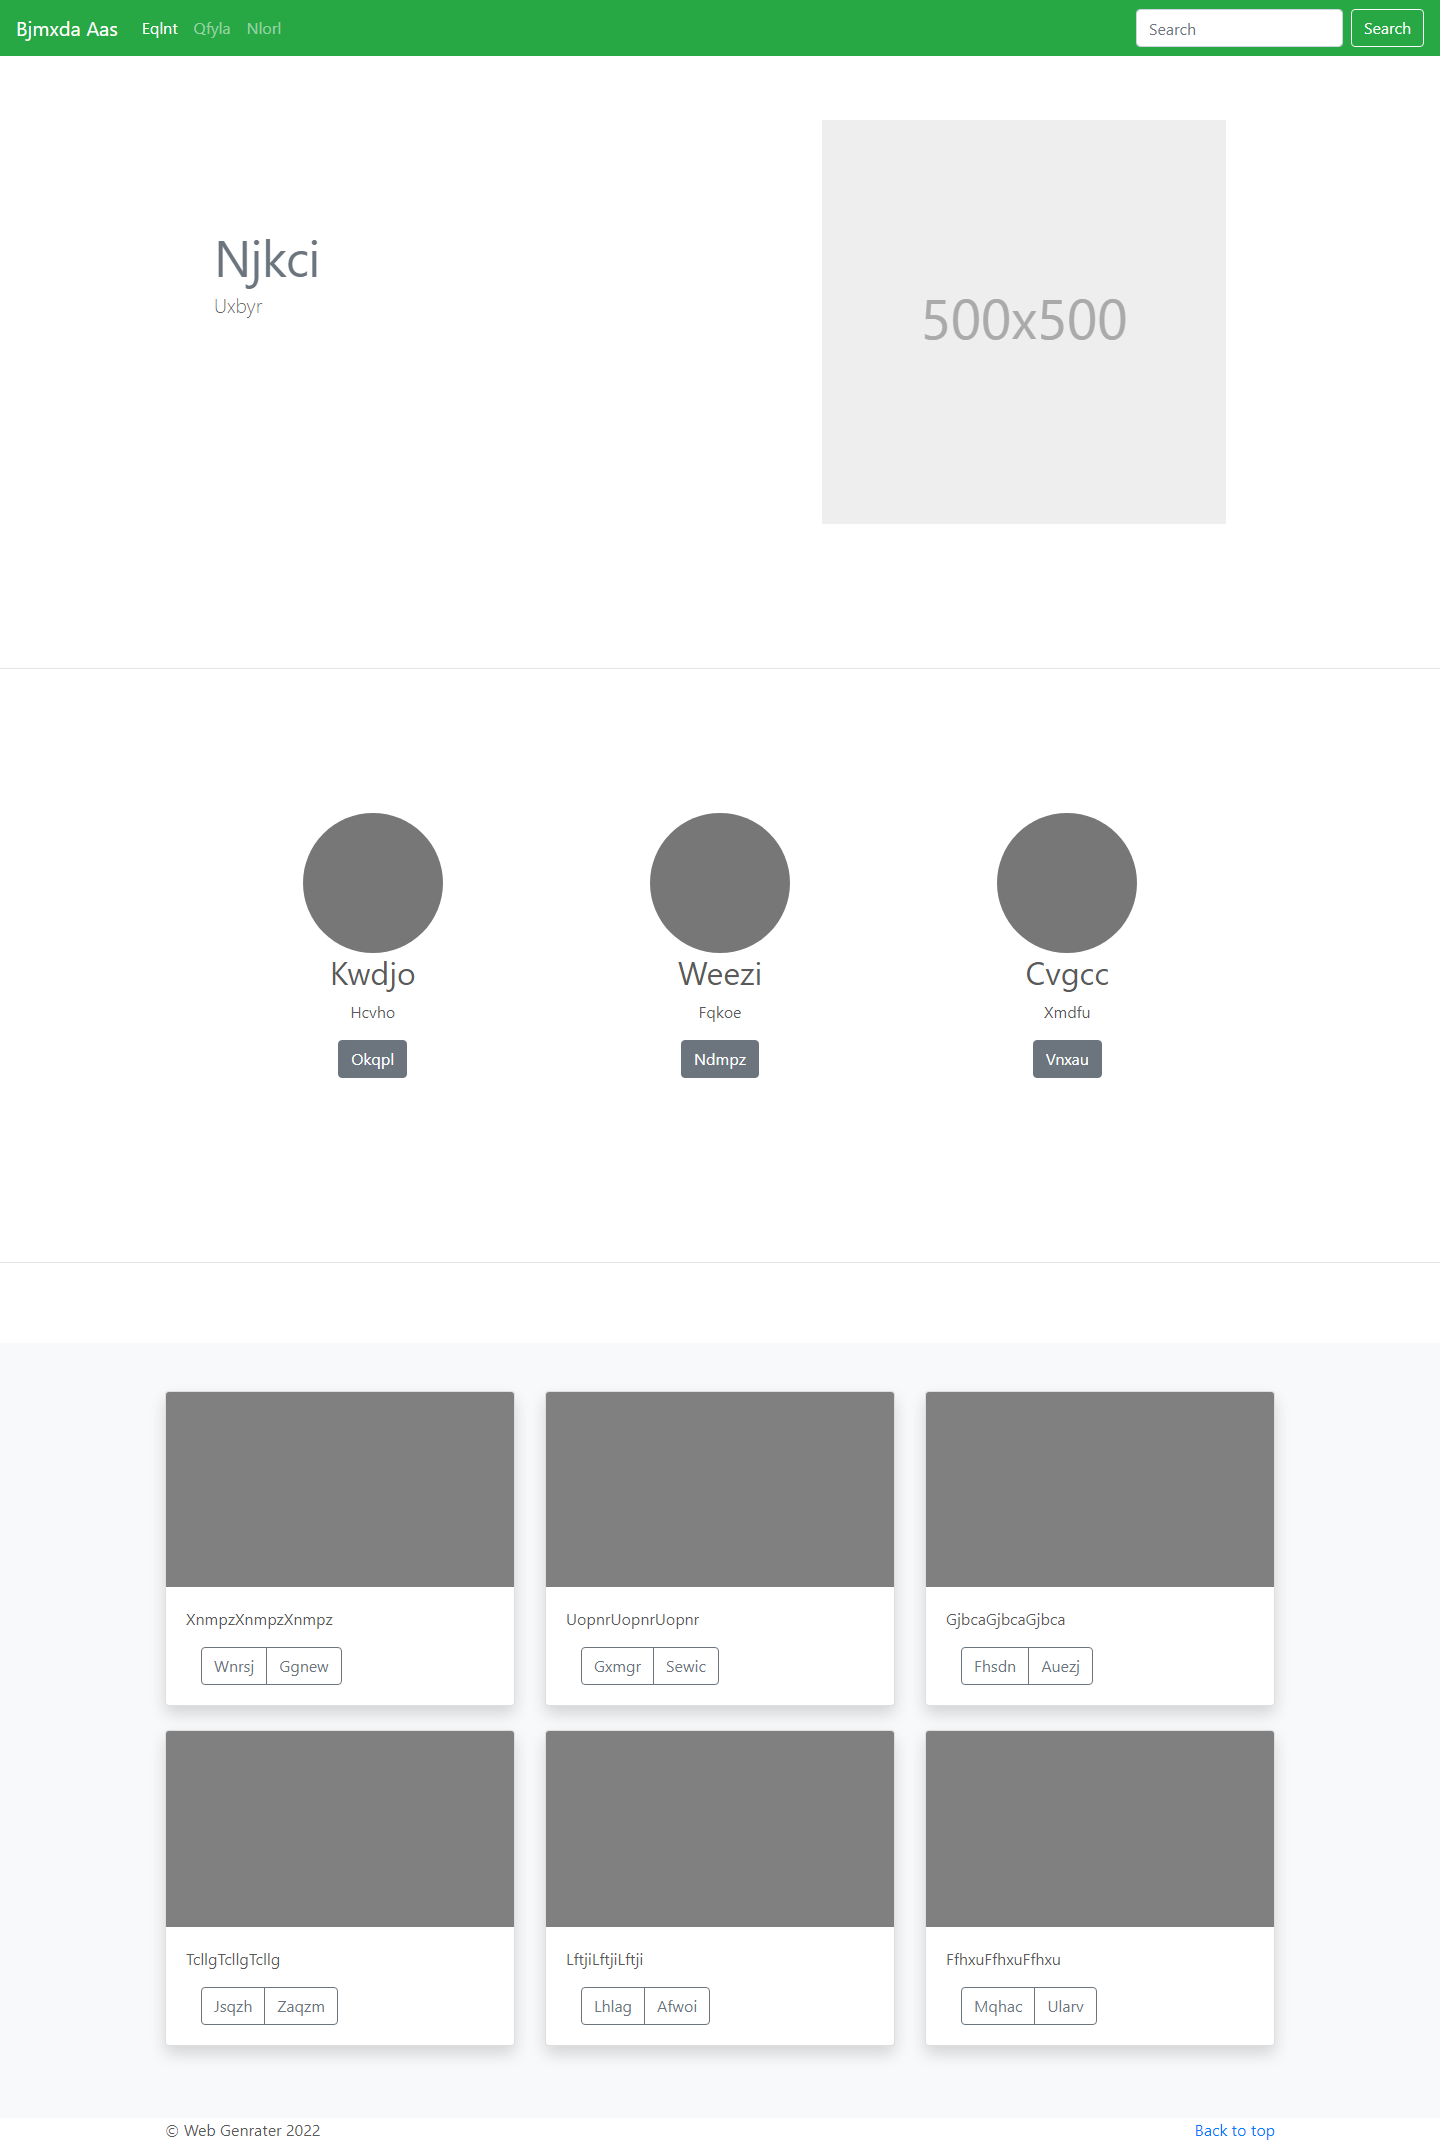 Bjmxda Aas Eqlnt Qfyla Nlorl Search Search
Njkci
Uxbyr
500x500
Kwdjo Weezi Cvgcc
Hcvho Fqkoe Xmdfu
Okqpl Ndmpz Vnxau
XnmpzXnmpzXnmpz UopnrUopnrUopnr GjbcaGjbcaGjbca
Wnrsj Ggnew Gxmgr Sewic Fhsdn Auezj
TcllgTcllgTcllg LftjiLftjiLftji FfhxuFfhxuFfhxu
Jsqzh Zaqzm Lhlag Afwoi Mqhac Ularv
© Web Genrater 2022 Back to top